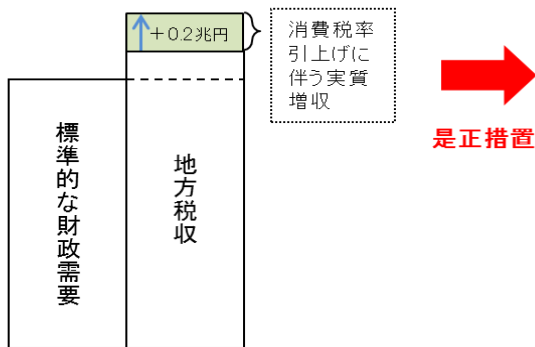 +0.2兆円
消費税率
引上げに
伴う実質
増収
是正措置
標準的な財政需要
地方税収